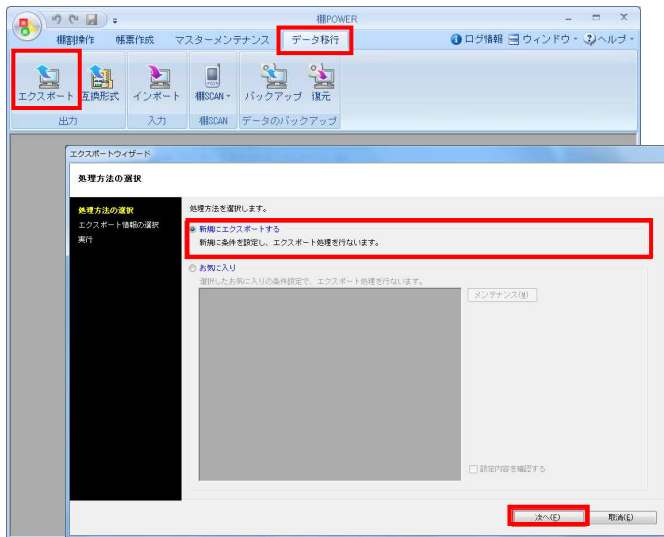 棚POWER
棚割操作 帳票作成 マスターメンテナンス データ移行 ログ情報 ウィンドウ ヘルプ
エクスポート 互換形式 インポート 棚SCAN バックアップ 復元
出力 入力 棚SCAN データのバックアップ
エクスポートウィザード
処理方法の選択
処理方法の選択
エクスポート情報の選択
実行
処理方法を選択します。
新規にエクスポートする
新規に条件を設定し、エクスポート処理を行ないます。
お気に入り
選択したお気に入りの条件設定で、エクスポート処理を行ないます。
メンテナンス(M)
設定内容を確認する
次へ(E) 取消(E)